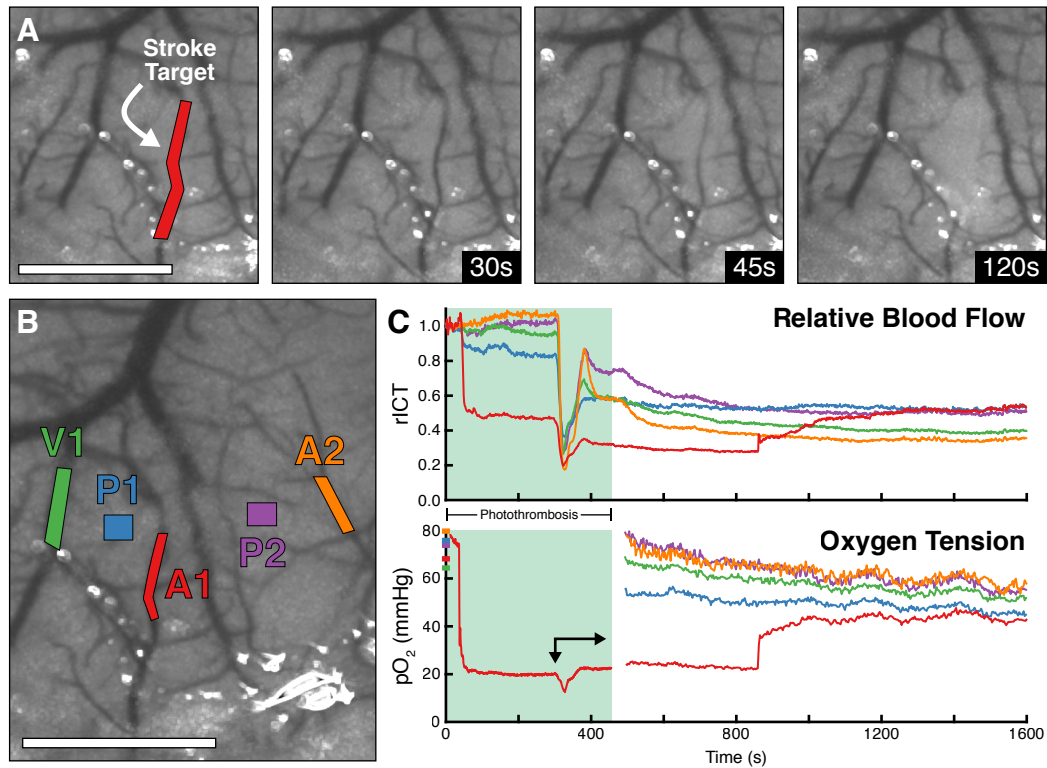 A
Stroke
Target
30s
45s
120s
B
V1
P1
A2
P2
A1
C
Relative Blood Flow
rICT
1.0
0.8
0.6
0.4
0.2
0.0
Photothrombosis
Oxygen Tension
pO2 (mmHg)
80
60
40
20
0
0
400
800
1200
1600
Time (s)